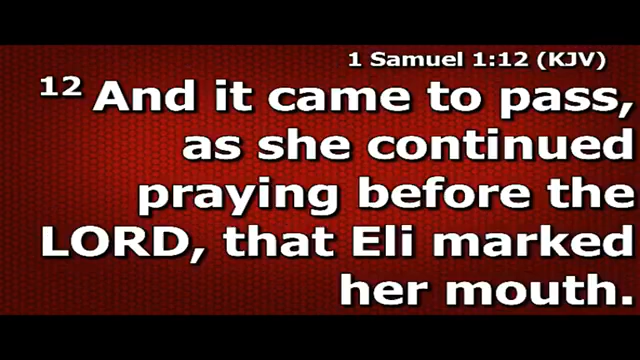 1 Samuel 1:12 (KJV)
12 And it came to pass,
as she continued
praying before the
LORD, that Eli marked
her mouth.